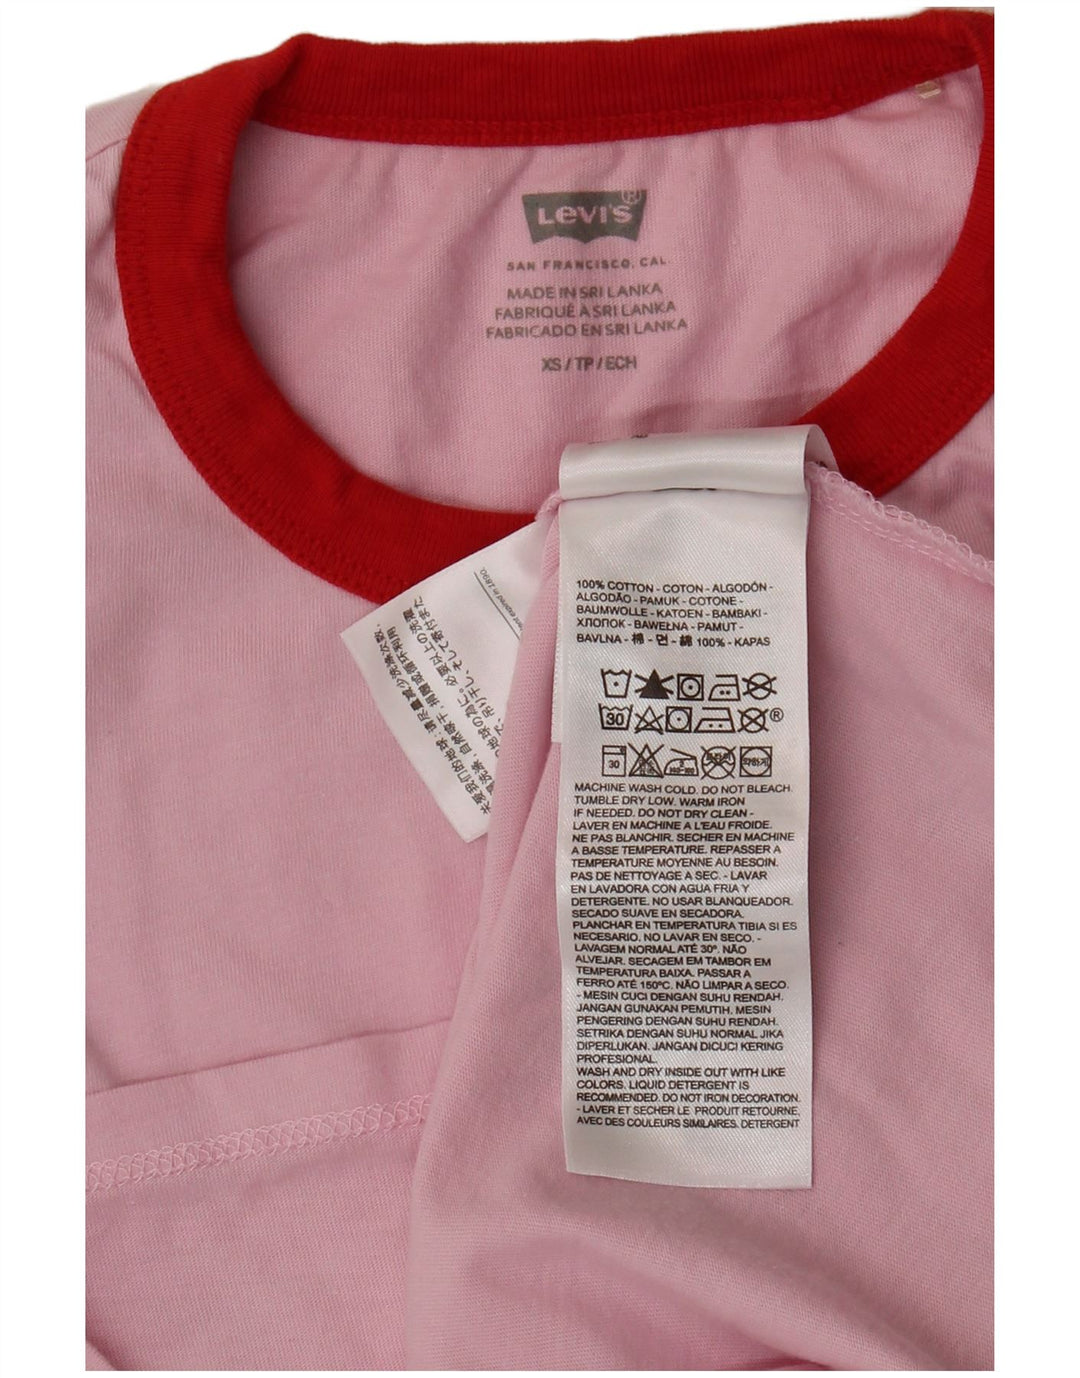 LEVI'S®
SAN FRANCISCO, CAL
MADE IN SRI LANKA
FABRIQUÉ À SRI LANKA
FABRICADO EN SRI LANKA
XS / TP / ECH
100% COTTON - COTON - ALGODÓN -
ALGODÃO - PAMUK - COTONE -
BAUMWOLLE - KATOEN - BAMBAKI -
ХЛОПОК - BAWEŁNA - PAMUT -
BAVLNA - 棉 - 면 - 綿 100% - KAPAS
30 ®
30
MACHINE WASH COLD. DO NOT BLEACH.
TUMBLE DRY LOW. WARM IRON
IF NEEDED. DO NOT DRY CLEAN -
LAVER EN MACHINE A L'EAU FROIDE.
NE PAS BLANCHIR. SECHER EN MACHINE
A BASSE TEMPERATURE. REPASSER A
TEMPERATURE MOYENNE AU BESOIN.
PAS DE NETTOYAGE A SEC. - LAVAR
EN LAVADORA CON AGUA FRIA Y
DETERGENTE. NO USAR BLANQUEADOR.
SECADO SUAVE EN SECADORA.
PLANCHAR EN TEMPERATURA TIBIA SI ES
NECESARIO. NO LAVAR EN SECO. -
LAVAGEM NORMAL ATÉ 30º. NÃO
ALVEJAR. SECAGEM EM TAMBOR EM
TEMPERATURA BAIXA. PASSAR A
FERRO ATÉ 150ºC. NÃO LIMPAR A SECO.
- MESIN CUCI DENGAN SUHU RENDAH.
JANGAN GUNAKAN PEMUTIH. MESIN
PENGERING DENGAN SUHU RENDAH.
SETRIKA DENGAN SUHU NORMAL JIKA
DIPERLUKAN. JANGAN DICUCI KERING
PROFESIONAL.
WASH AND DRY INSIDE OUT WITH LIKE
COLORS. LIQUID DETERGENT IS
RECOMMENDED. DO NOT IRON DECORATION.
- LAVER ET SECHER LE PRODUIT RETOURNE,
AVEC DES COULEURS SIMILAIRES. DETERGENT
expired in 1890.